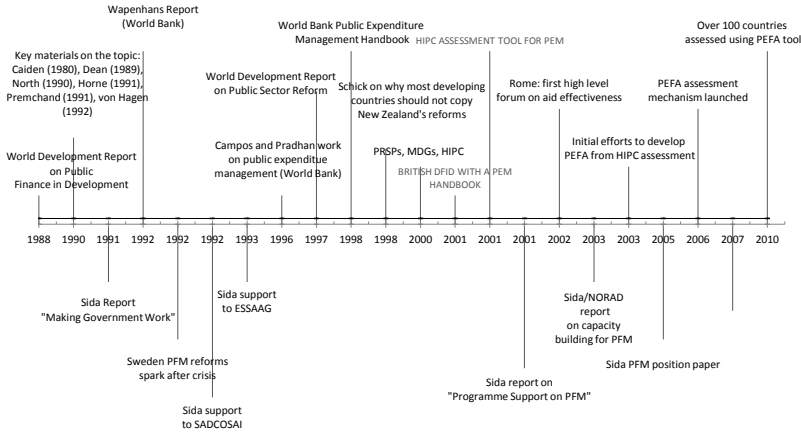 Wapenhans Report
(World Bank)
World Bank Public Expenditure
Management Handbook
HIPC ASSESSMENT TOOL FOR PEM
Over 100 countries
assessed using PEFA tool
Key materials on the topic:
Caiden (1980), Dean (1989),
North (1990), Horne (1991),
Premchand (1991), von Hagen
(1992)
World Development Report
on Public Sector Reform
Schick on why most developing
countries should not copy
New Zealand's reforms
Rome: first high level
forum on aid effectiveness
PEFA assessment
mechanism launched
World Development Report
on Public
Finance in Development
Campos and Pradhan work
on public expenditue
management (World Bank)
PRSPs, MDGs, HIPC
BRITISH DFID WITH A PEM
HANDBOOK
Initial efforts to develop
PEFA from HIPC assessment
1988 1990 1991 1992 1992 1992 1993 1996 1997 1998 1998 2000 2001 2001 2001 2002 2003 2003 2005 2006 2007 2010
Sida Report
"Making Government Work"
Sida support
to ESSAAG
Sida/NORAD
report
on capacity
building for PFM
Sweden PFM reforms
spark after crisis
Sida PFM position paper
Sida report on
"Programme Support on PFM"
Sida support
to SADCOSAI